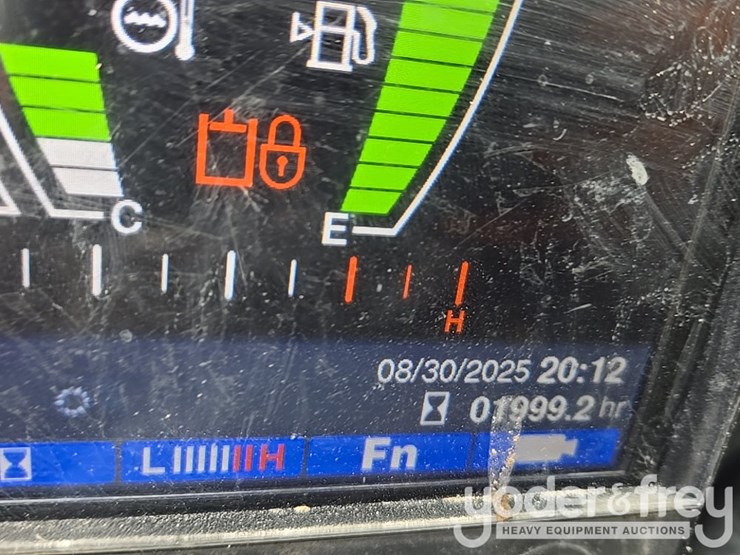 C
E
H
08/30/2025 20:12
01999.2 hr
L H
Fn
yoder&frey
HEAVY EQUIPMENT AUCTIONS